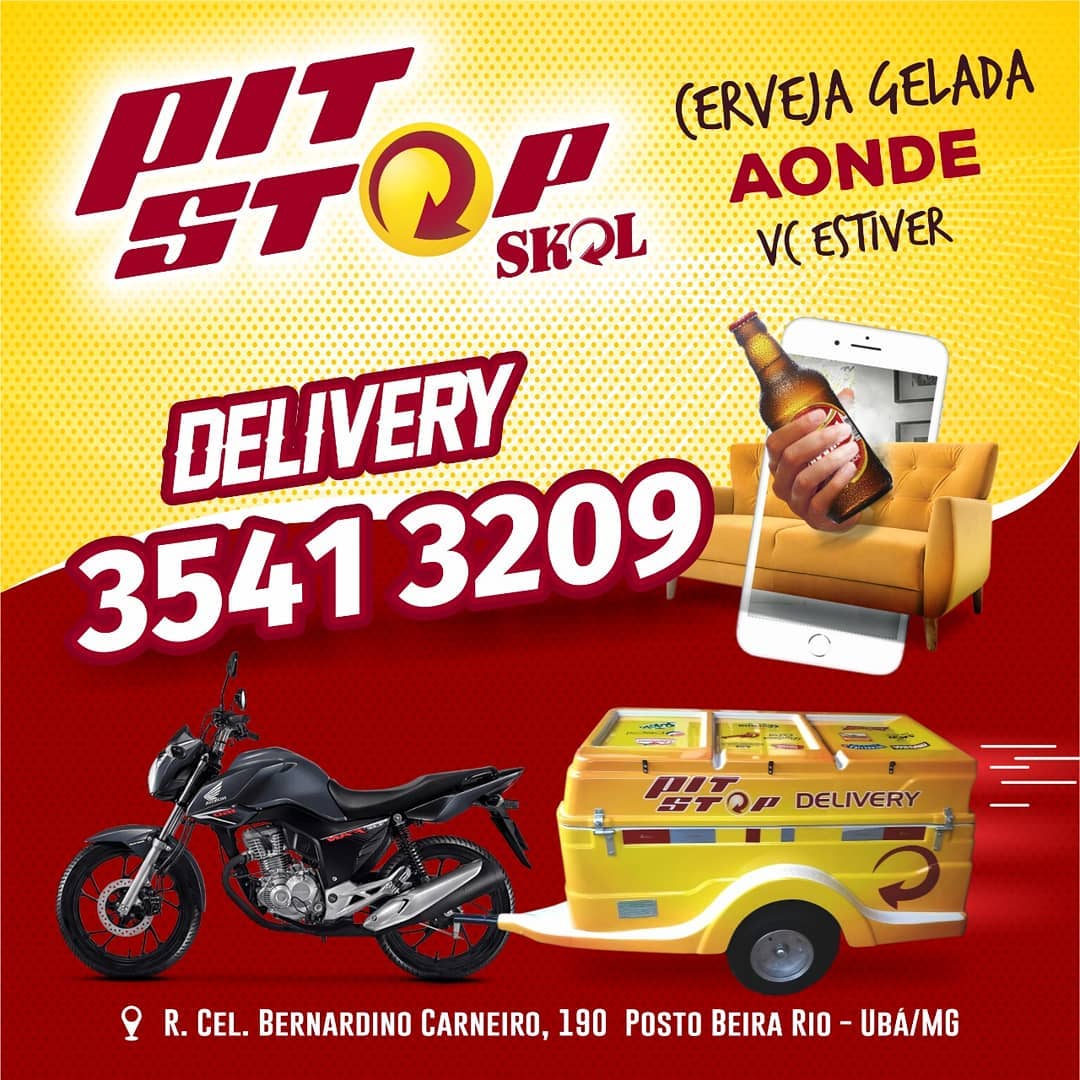 PIT
STOP
SKOL
CERVEJA GELADA
AONDE
VC ESTIVER
DELIVERY
3541 3209
PIT
STOP DELIVERY
R. CEL. BERNARDINO CARNEIRO, 190 POSTO BEIRA RIO - UBÁ/MG